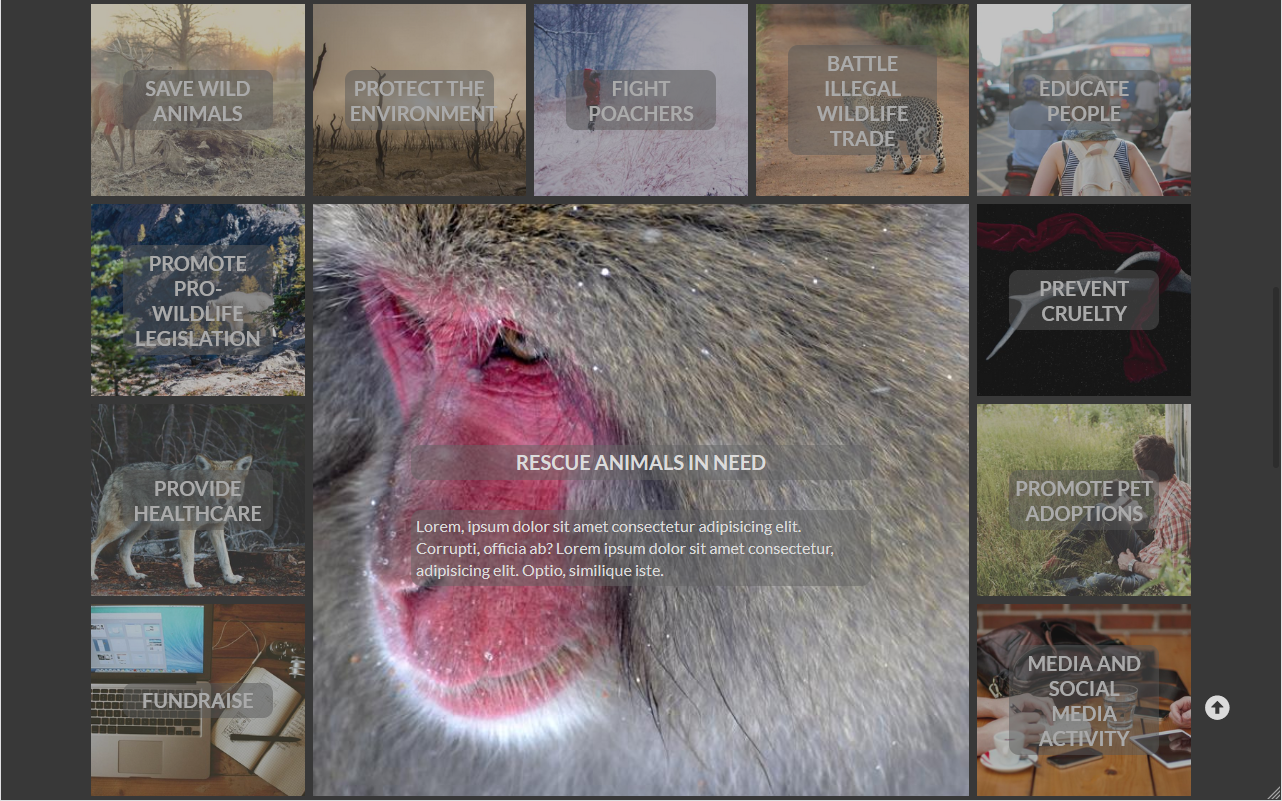 SAVE WILD
ANIMALS
PROTECT THE
ENVIRONMENT
FIGHT
POACHERS
BATTLE
ILLEGAL
WILDLIFE
TRADE
EDUCATE
PEOPLE
PROMOTE
PRO-
WILDLIFE
LEGISLATION
PREVENT
CRUELTY
RESCUE ANIMALS IN NEED
Lorem, ipsum dolor sit amet consectetur adipisicing elit.
Corrupti, officia ab? Lorem ipsum dolor sit amet consectetur,
adipisicing elit. Optio, similique iste.
PROVIDE
HEALTHCARE
PROMOTE PET
ADOPTIONS
FUNDRAISE
MEDIA AND
SOCIAL
MEDIA
ACTIVITY